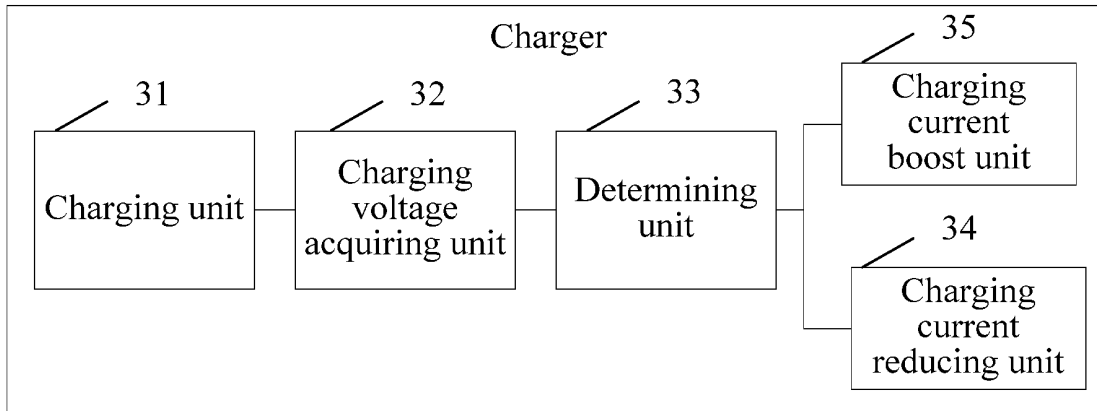 Charger
31
Charging unit
32
Charging
voltage
acquiring unit
33
Determining
unit
35
Charging
current
boost unit
34
Charging
current
reducing unit